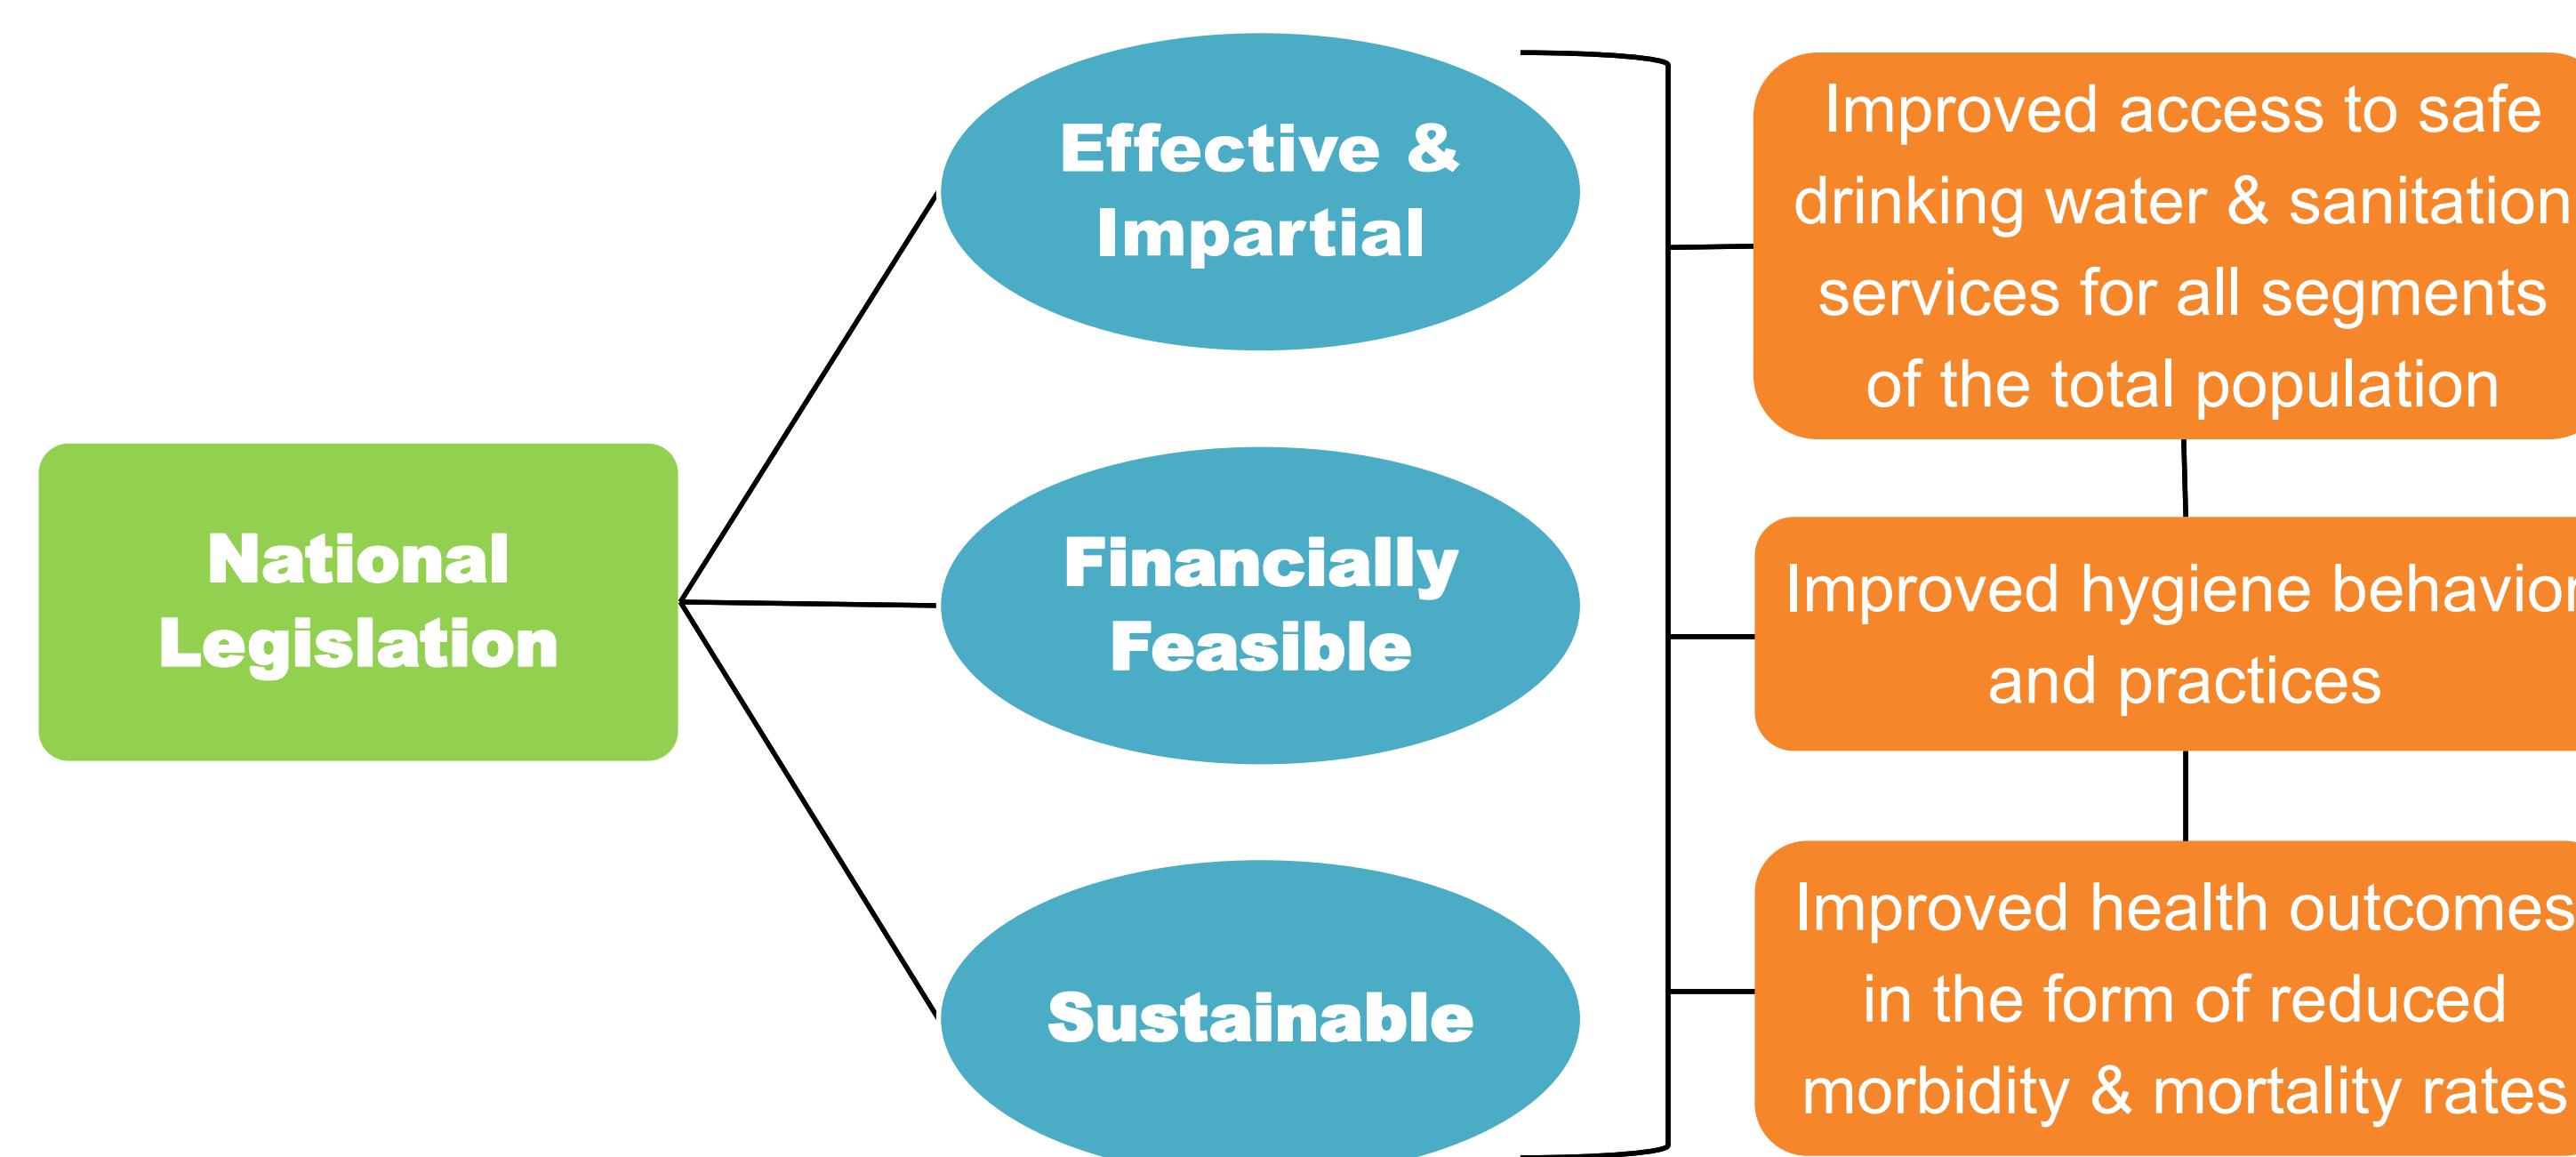 National
Legislation
Effective &
Impartial
Financially
Feasible
Sustainable
Improved access to safe
drinking water & sanitation
services for all segments
of the total population
Improved hygiene behavior
and practices
Improved health outcomes
in the form of reduced
morbidity & mortality rates